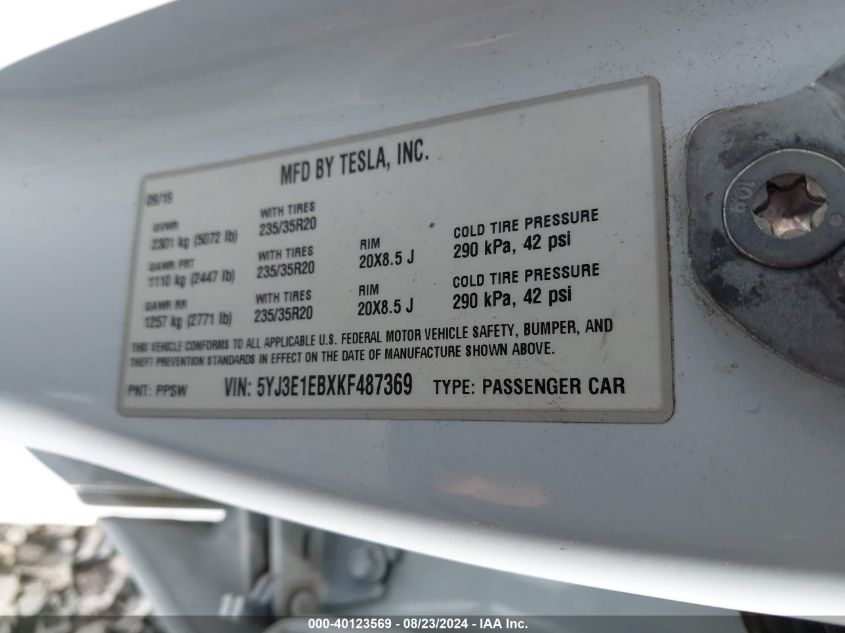 MFD BY TESLA, INC.
09/19
GVWR
2301 kg (5072 lb)
WITH TIRES
235/35R20
GAWR FRT
1110 kg (2447 lb)
WITH TIRES
235/35R20
RIM
20X8.5 J
COLD TIRE PRESSURE
290 kPa, 42 psi
GAWR RR
1257 kg (2771 lb)
WITH TIRES
235/35R20
RIM
20X8.5 J
COLD TIRE PRESSURE
290 kPa, 42 psi
THIS VEHICLE CONFORMS TO ALL APPLICABLE U.S. FEDERAL MOTOR VEHICLE SAFETY, BUMPER, AND
THEFT PREVENTION STANDARDS IN EFFECT ON THE DATE OF MANUFACTURE SHOWN ABOVE.
PNT: PPSW VIN: 5YJ3E1EBXKF487369 TYPE: PASSENGER CAR
000-40123569 - 08/23/2024 - IAA Inc.